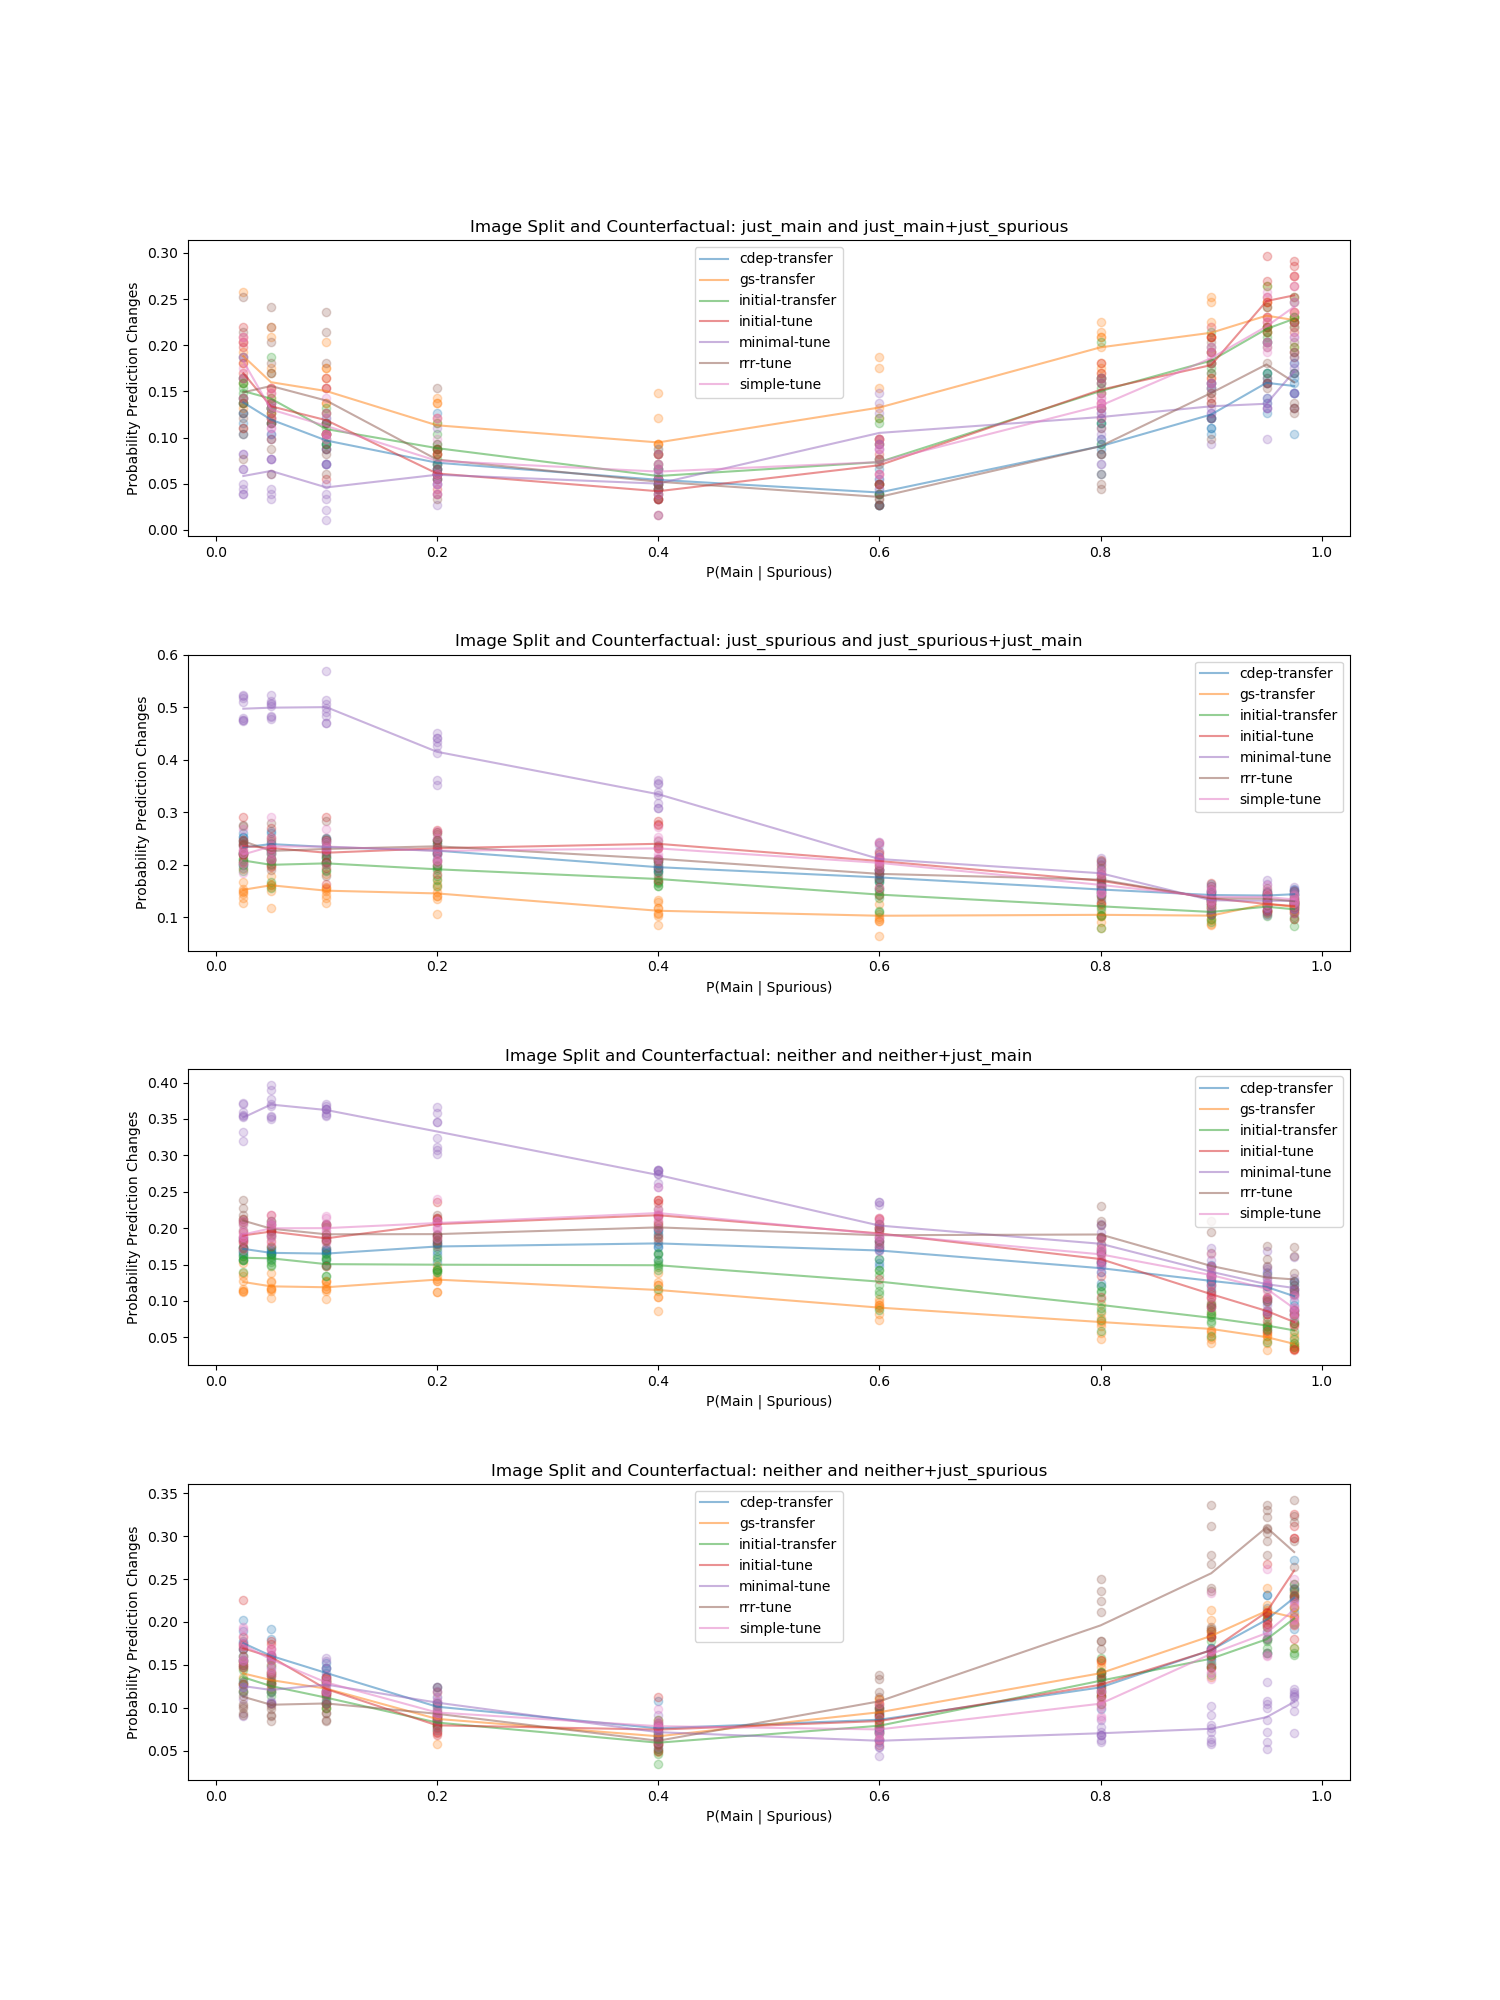 Image Split and Counterfactual: just_main and just_main+just_spurious
Probability Prediction Changes
0.30
0.25
0.20
0.15
0.10
0.05
0.00
cdep-transfer
gs-transfer
initial-transfer
initial-tune
minimal-tune
rrr-tune
simple-tune
0.0 0.2 0.4 0.6 0.8 1.0
P(Main | Spurious)
Image Split and Counterfactual: just_spurious and just_spurious+just_main
Probability Prediction Changes
0.6
0.5
0.4
0.3
0.2
0.1
cdep-transfer
gs-transfer
initial-transfer
initial-tune
minimal-tune
rrr-tune
simple-tune
0.0 0.2 0.4 0.6 0.8 1.0
P(Main | Spurious)
Image Split and Counterfactual: neither and neither+just_main
Probability Prediction Changes
0.40
0.35
0.30
0.25
0.20
0.15
0.10
0.05
cdep-transfer
gs-transfer
initial-transfer
initial-tune
minimal-tune
rrr-tune
simple-tune
0.0 0.2 0.4 0.6 0.8 1.0
P(Main | Spurious)
Image Split and Counterfactual: neither and neither+just_spurious
Probability Prediction Changes
0.35
0.30
0.25
0.20
0.15
0.10
0.05
cdep-transfer
gs-transfer
initial-transfer
initial-tune
minimal-tune
rrr-tune
simple-tune
0.0 0.2 0.4 0.6 0.8 1.0
P(Main | Spurious)